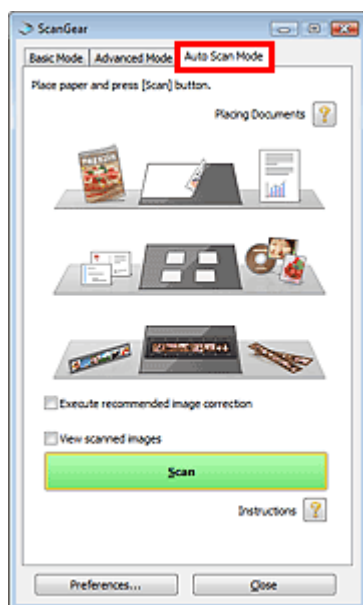 ScanGear
Basic Mode Advanced Mode Auto Scan Mode
Place paper and press [Scan] button.
Placing Documents
Execute recommended image correction
View scanned images
Scan
Instructions
Preferences... Close